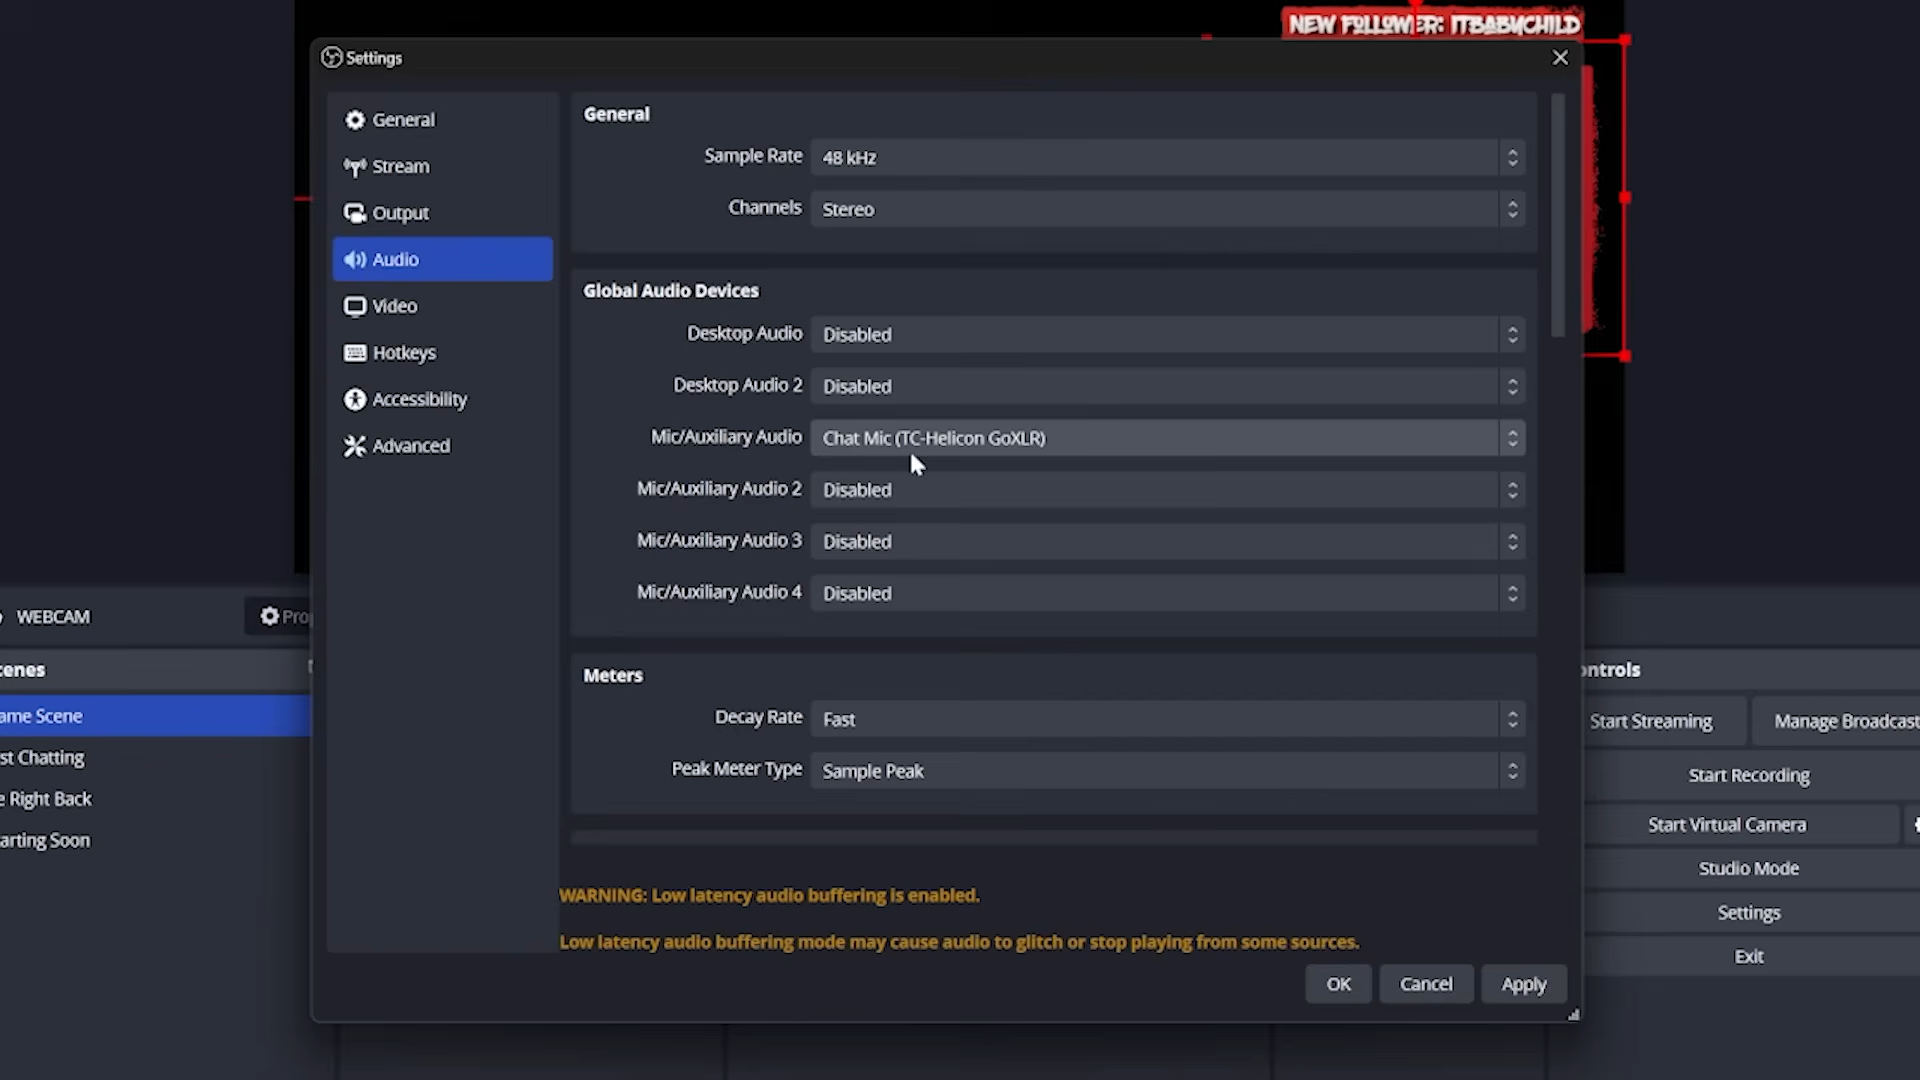 NEW FOLLOWER: ITBABYCHILD
Settings
General
Stream
Output
Audio
Video
Hotkeys
Accessibility
Advanced
General
Sample Rate 48 kHz
Channels Stereo
Global Audio Devices
Desktop Audio Disabled
Desktop Audio 2 Disabled
Mic/Auxiliary Audio Chat Mic (TC-Helicon GoXLR)
Mic/Auxiliary Audio 2 Disabled
Mic/Auxiliary Audio 3 Disabled
Mic/Auxiliary Audio 4 Disabled
Meters
Decay Rate Fast
Peak Meter Type Sample Peak
WARNING: Low latency audio buffering is enabled.
Low latency audio buffering mode may cause audio to glitch or stop playing from some sources.
OK Cancel Apply
WEBCAM
Prop
cenes
ame Scene
st Chatting
e Right Back
arting Soon
ontrols
Start Streaming
Manage Broadcast
Start Recording
Start Virtual Camera
Studio Mode
Settings
Exit